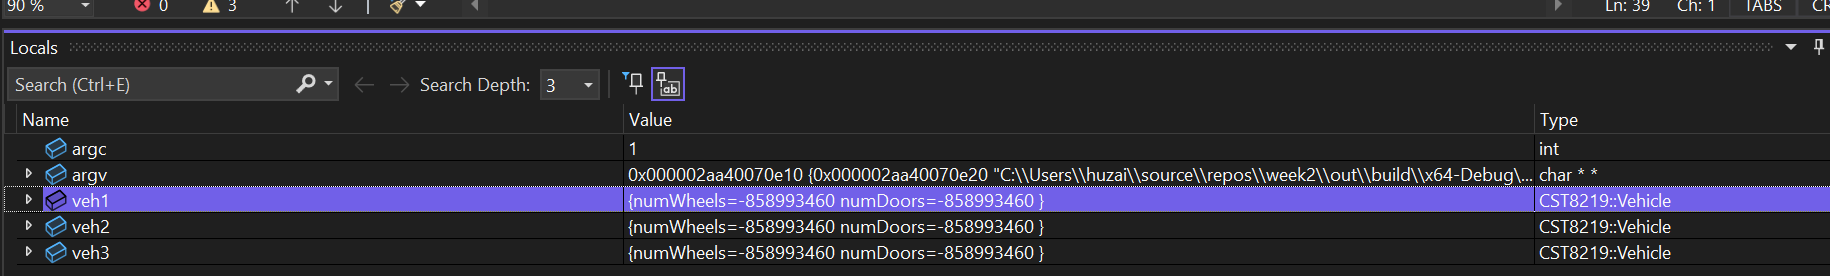 90 % 0 3 Ln: 39 Ch: 1 TABS
Locals
Search (Ctrl+E) Search Depth: 3
Name Value Type
argc 1 int
argv 0x000002aa40070e10 {0x000002aa40070e20 "C:\\Users\\huzai\\source\\repos\\week2\\out\\build\\x64-Debug\... char * *
veh1 {numWheels=-858993460 numDoors=-858993460 } CST8219::Vehicle
veh2 {numWheels=-858993460 numDoors=-858993460 } CST8219::Vehicle
veh3 {numWheels=-858993460 numDoors=-858993460 } CST8219::Vehicle